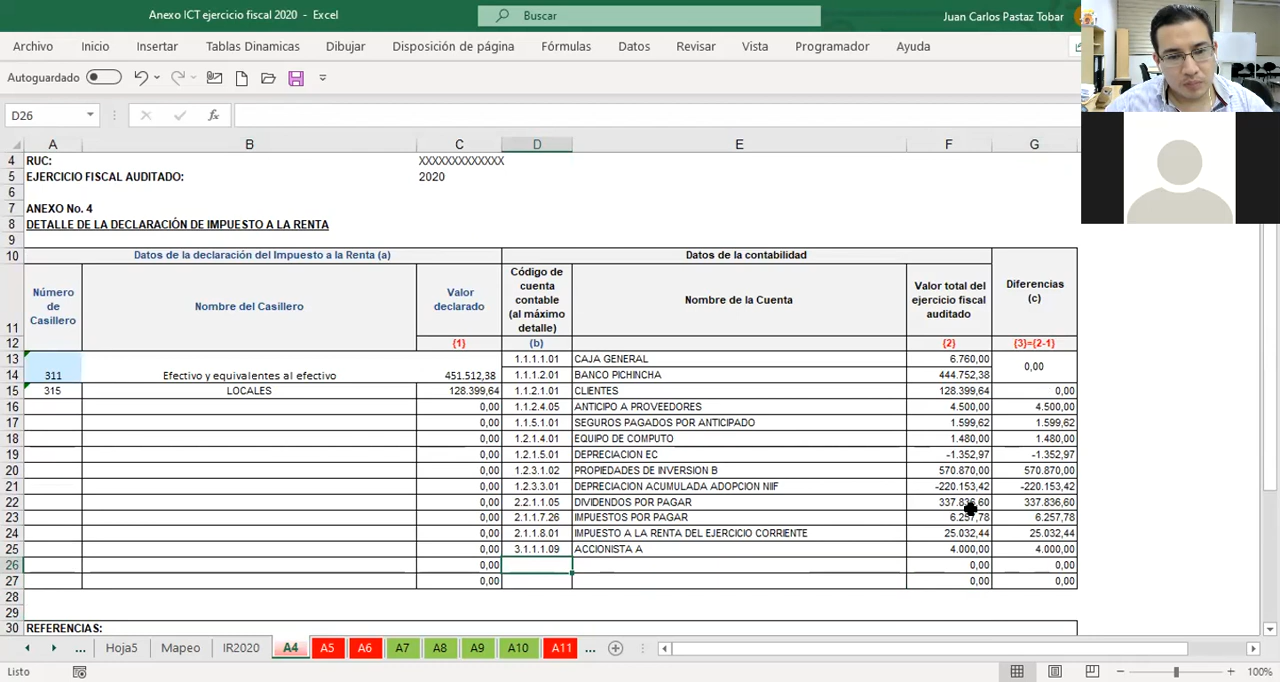 Anexo ICT ejercicio fiscal 2020 - Excel
Buscar
Juan Carlos Pastaz Tobar
Archivo Inicio Insertar Tablas Dinamicas Dibujar Disposición de página Fórmulas Datos Revisar Vista Programador Ayuda
Autoguardado
D26 fx
A B C D E F G
4 RUC: XXXXXXXXXXXXX
5 EJERCICIO FISCAL AUDITADO: 2020
6
7 ANEXO No. 4
8 DETALLE DE LA DECLARACIÓN DE IMPUESTO A LA RENTA
9
10 Datos de la declaración del Impuesto a la Renta (a) Datos de la contabilidad
11 Número de Casillero Nombre del Casillero Valor declarado Código de cuenta contable (al máximo detalle) Nombre de la Cuenta Valor total del ejercicio fiscal auditado Diferencias (c)
12 {1} (b) {2} {3}={2-1}
13 1.1.1.1.01 CAJA GENERAL 6.760,00 0,00
14 311 Efectivo y equivalentes al efectivo 451.512,38 1.1.1.2.01 BANCO PICHINCHA 444.752,38
15 315 LOCALES 128.399,64 1.1.2.1.01 CLIENTES 128.399,64 0,00
16 0,00 1.1.2.4.05 ANTICIPO A PROVEEDORES 4.500,00 4.500,00
17 0,00 1.1.5.1.01 SEGUROS PAGADOS POR ANTICIPADO 1.599,62 1.599,62
18 0,00 1.2.1.4.01 EQUIPO DE COMPUTO 1.480,00 1.480,00
19 0,00 1.2.1.5.01 DEPRECIACION EC -1.352,97 -1.352,97
20 0,00 1.2.3.1.02 PROPIEDADES DE INVERSION B 570.870,00 570.870,00
21 0,00 1.2.3.3.01 DEPRECIACION ACUMULADA ADOPCION NIIF -220.153,42 -220.153,42
22 0,00 2.2.1.1.05 DIVIDENDOS POR PAGAR 337.836,60 337.836,60
23 0,00 2.1.1.7.26 IMPUESTOS POR PAGAR 6.257,78 6.257,78
24 0,00 2.1.1.8.01 IMPUESTO A LA RENTA DEL EJERCICIO CORRIENTE 25.032,44 25.032,44
25 0,00 3.1.1.1.09 ACCIONISTA A 4.000,00 4.000,00
26 0,00 0,00 0,00
27 0,00 0,00 0,00
28
29
30 REFERENCIAS:
... Hoja5 Mapeo IR2020 A4 A5 A6 A7 A8 A9 A10 A11 ...
Listo 100%